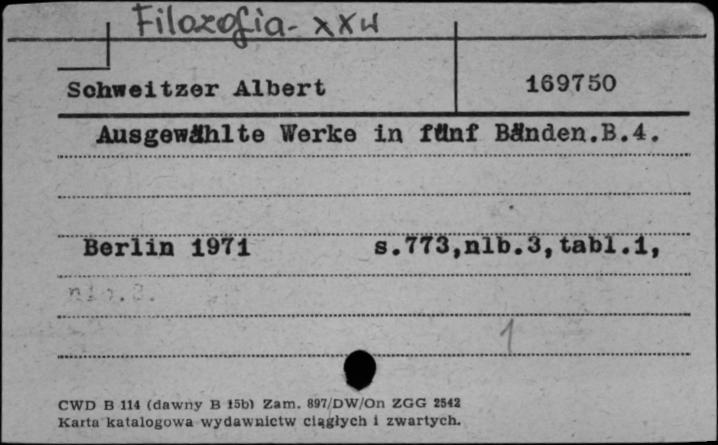 Filozofia - XXw
Schweitzer Albert 169750
Ausgewählte Werke in fünf Bänden.B.4.
Berlin 1971 s.773,nlb.3,tabl.1,
1
CWD B 114 (dawny B 15b) Zam. 897/DW/On ZGG 2542
Karta katalogowa wydawnictw ciągłych i zwartych.